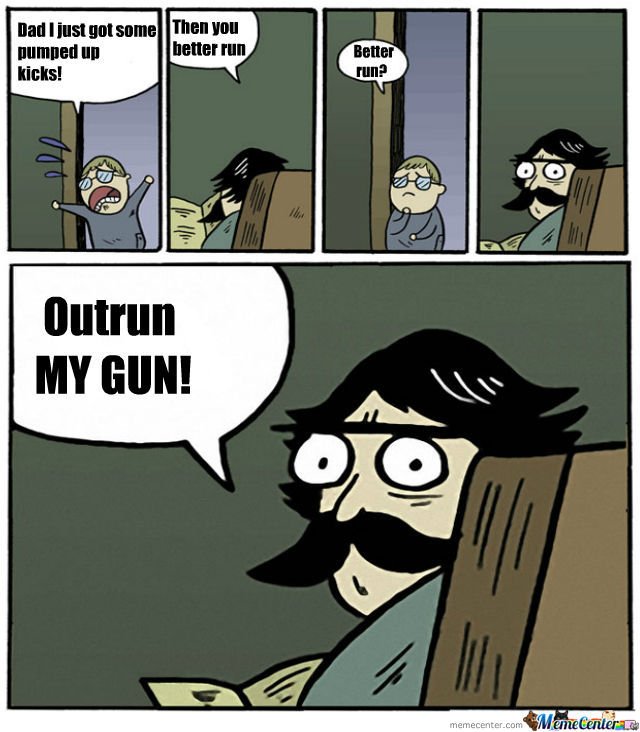 Dad I just got some
pumped up
kicks!
Then you
better run
Better
run?
Outrun
MY GUN!
memecenter.com MemeCenter